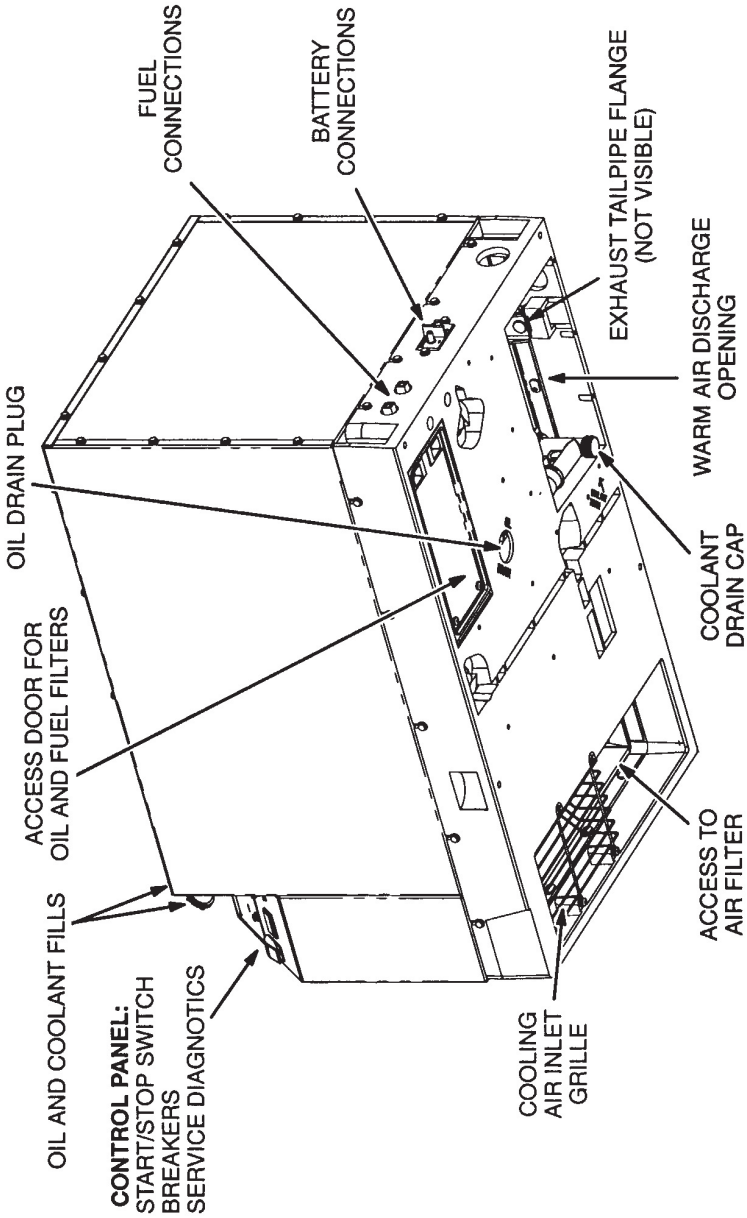 OIL AND COOLANT FILLS
ACCESS DOOR FOR
OIL AND FUEL FILTERS
OIL DRAIN PLUG
FUEL
CONNECTIONS
BATTERY
CONNECTIONS
CONTROL PANEL:
START/STOP SWITCH
BREAKERS
SERVICE DIAGNOTICS
COOLING
AIR INLET
GRILLE
ACCESS TO
AIR FILTER
COOLANT
DRAIN CAP
WARM AIR DISCHARGE
OPENING
EXHAUST TAILPIPE FLANGE
(NOT VISIBLE)